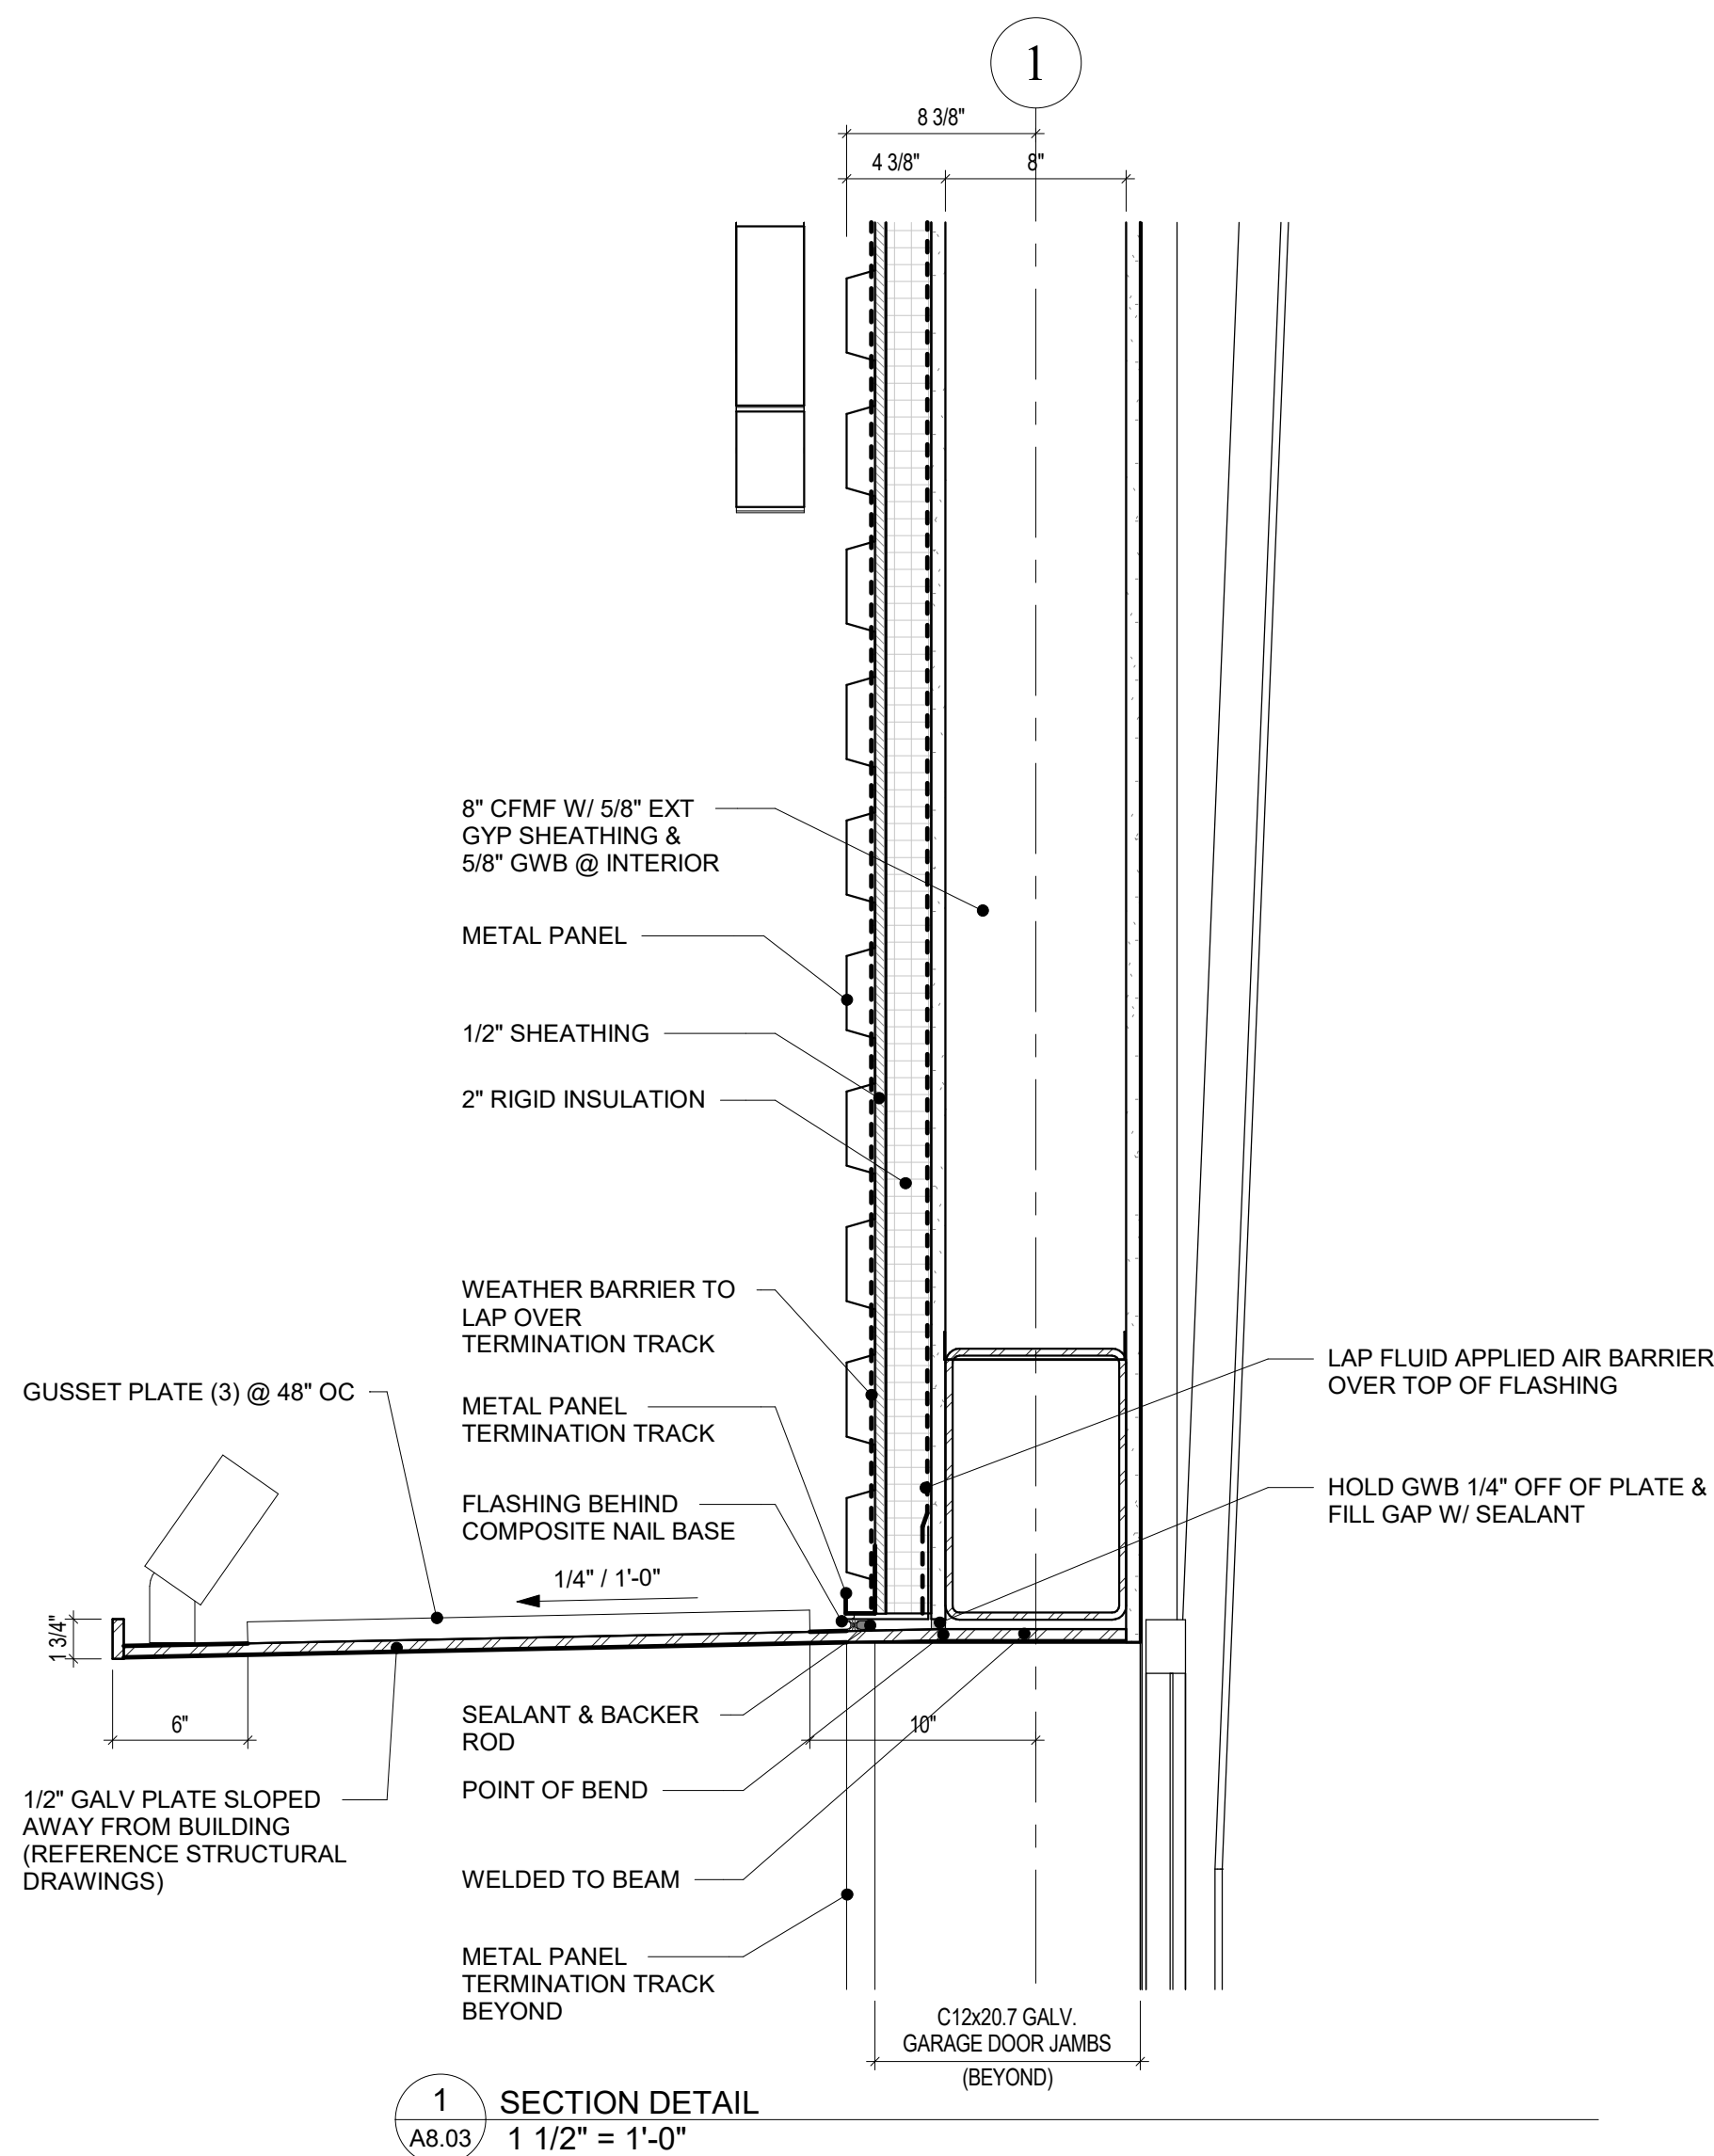 1
8 3/8"
4 3/8"
8"
8" CFMF W/ 5/8" EXT
GYP SHEATHING &
5/8" GWB @ INTERIOR
METAL PANEL
1/2" SHEATHING
2" RIGID INSULATION
WEATHER BARRIER TO
LAP OVER
TERMINATION TRACK
LAP FLUID APPLIED AIR BARRIER
OVER TOP OF FLASHING
GUSSET PLATE (3) @ 48" OC
METAL PANEL
TERMINATION TRACK
HOLD GWB 1/4" OFF OF PLATE &
FILL GAP W/ SEALANT
FLASHING BEHIND
COMPOSITE NAIL BASE
1/4" / 1'-0"
1 3/4"
6"
10"
SEALANT & BACKER
ROD
POINT OF BEND
1/2" GALV PLATE SLOPED
AWAY FROM BUILDING
(REFERENCE STRUCTURAL
DRAWINGS)
WELDED TO BEAM
METAL PANEL
TERMINATION TRACK
BEYOND
C12x20.7 GALV.
GARAGE DOOR JAMBS
(BEYOND)
1
A8.03
SECTION DETAIL
1 1/2" = 1'-0"